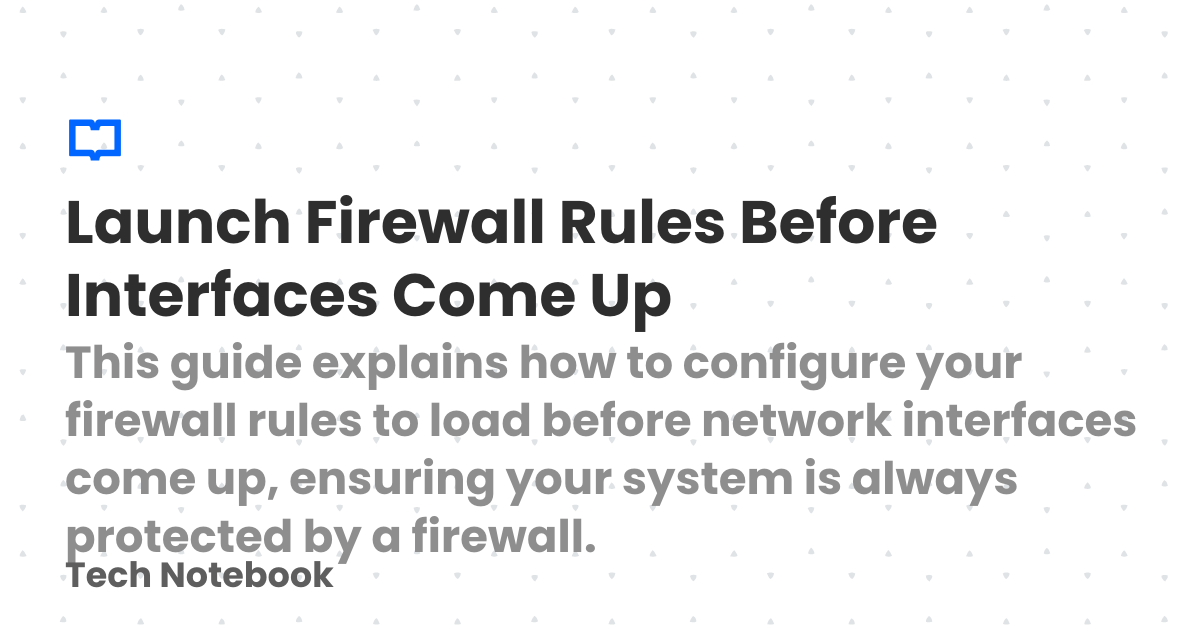 Launch Firewall Rules Before
Interfaces Come Up
This guide explains how to configure your
firewall rules to load before network interfaces
come up, ensuring your system is always
protected by a firewall.
Tech Notebook